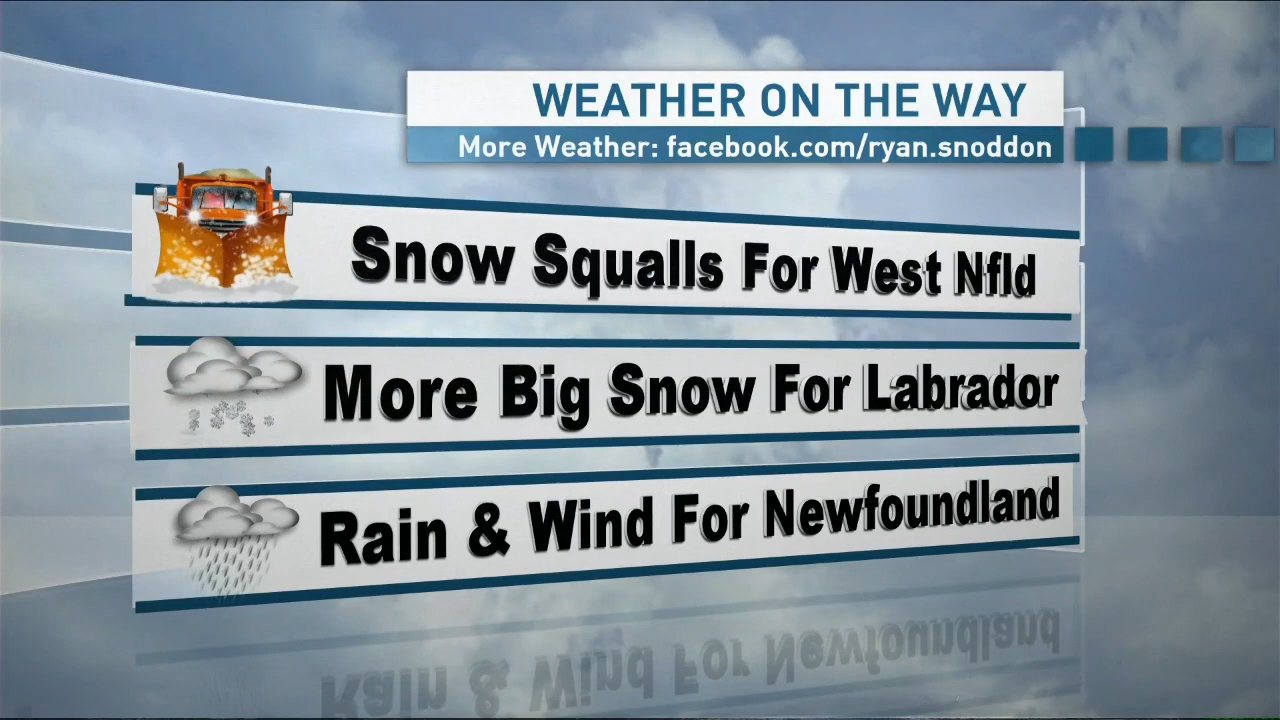 WEATHER ON THE WAY
More Weather: facebook.com/ryan.snoddon
Snow Squalls For West Nfld
More Big Snow For Labrador
Rain & Wind For Newfoundland